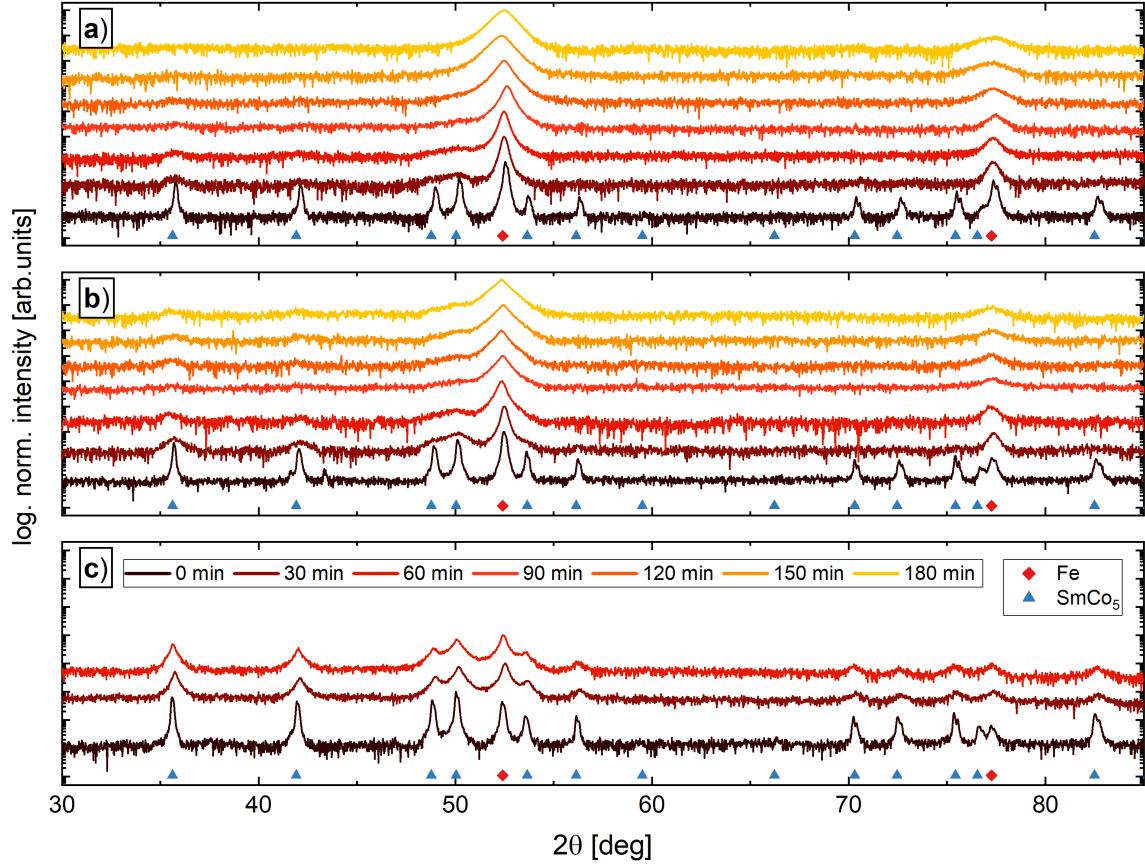 a)
b)
c)
log. norm. intensity [arb.units]
0 min 30 min 60 min 90 min 120 min 150 min 180 min
Fe
SmCo₅
30 40 50 60 70 80
2θ [deg]